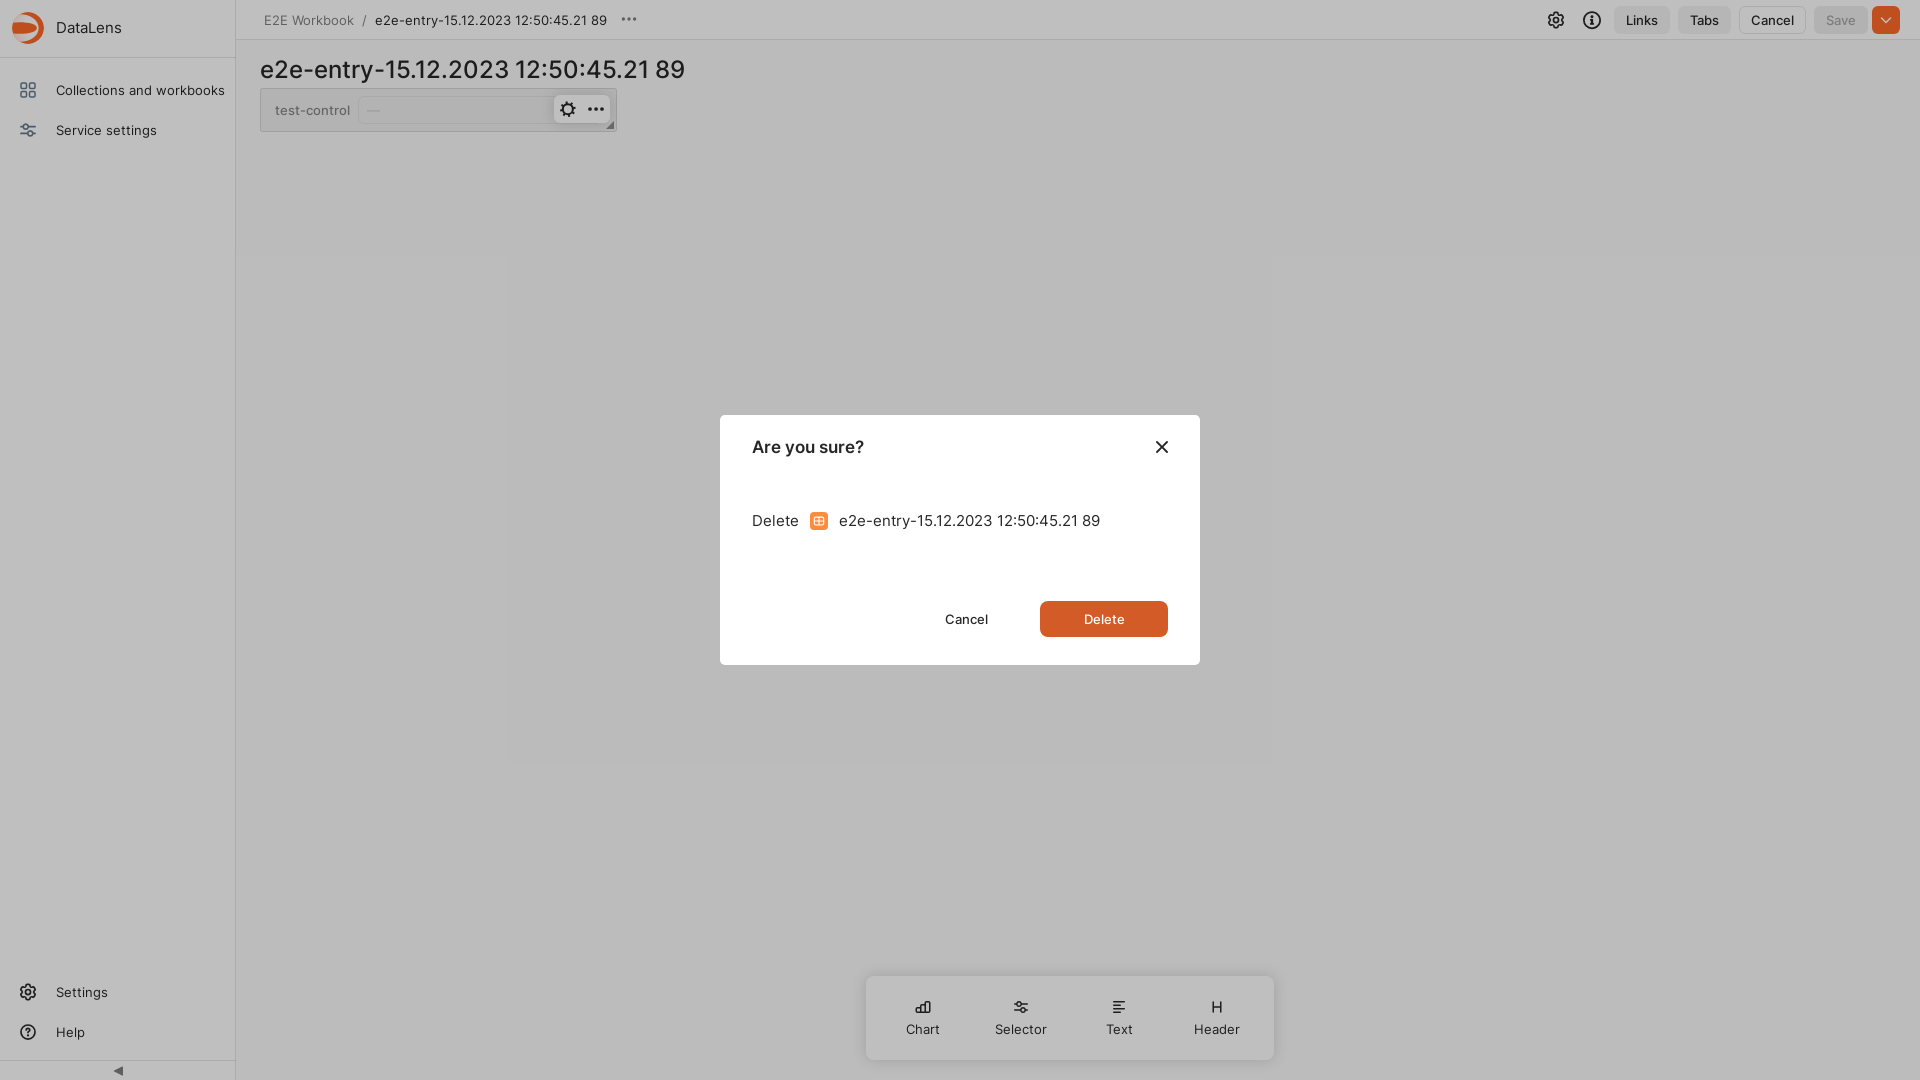 DataLens
E2E Workbook / e2e-entry-15.12.2023 12:50:45.21 89
Links
Tabs
Cancel
Save
Collections and workbooks
Service settings
e2e-entry-15.12.2023 12:50:45.21 89
test-control —
Are you sure?
Delete e2e-entry-15.12.2023 12:50:45.21 89
Cancel
Delete
Chart
Selector
Text
Header
Settings
Help